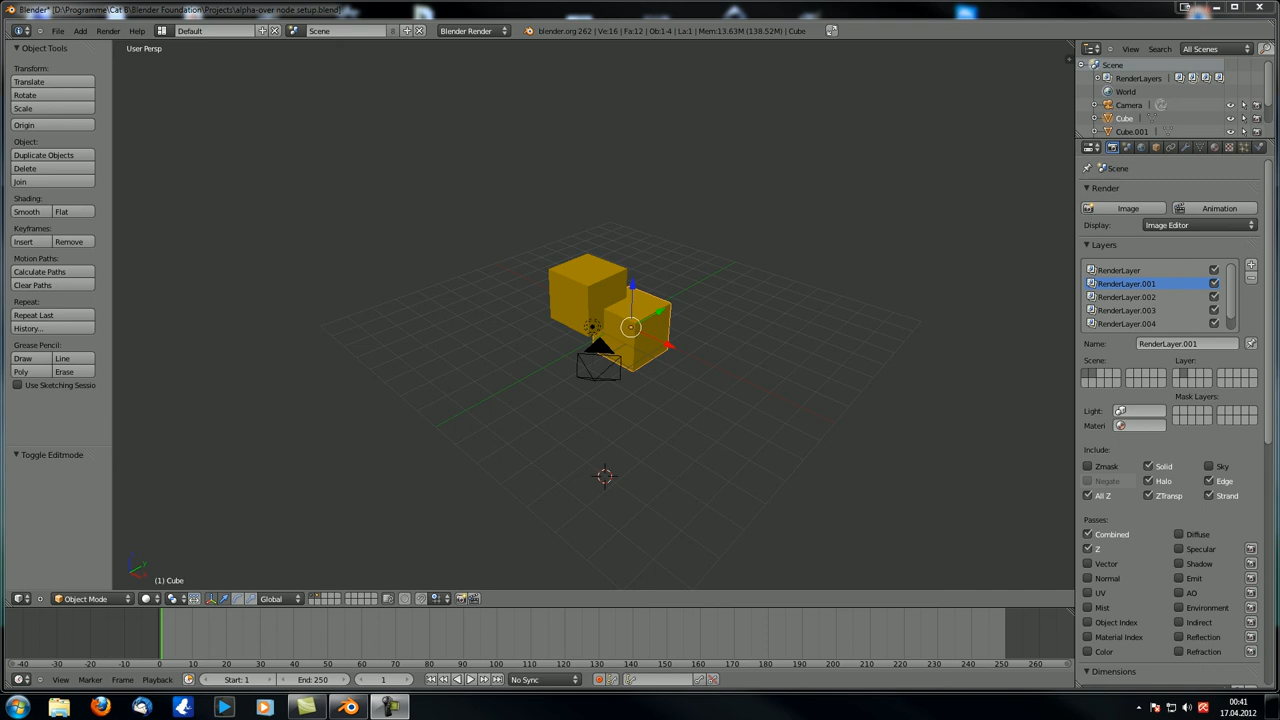 Blender* [D:\Programme\Cat B\Blender Foundation\Projects\alpha-over node setup.blend]
File Add Render Window Help Default Scene 8 Blender Render blender.org 262 | Ve:16 | Fa:12 | Ob:1-4 | La:1 | Mem:13.63M (138.52M) | Cube
Object Tools
Transform:
Translate
Rotate
Scale
Origin
Object:
Duplicate Objects
Delete
Join
Shading:
Smooth Flat
Keyframes:
Insert Remove
Motion Paths:
Calculate Paths
Clear Paths
Repeat:
Repeat Last
History...
Grease Pencil:
Draw Line
Poly Erase
Use Sketching Sessio
Toggle Editmode
User Persp
(1) Cube
View Search All Scenes
Scene
RenderLayers
World
Camera
Cube
Cube.001
Scene
Render
Image Animation
Display: Image Editor
Layers
RenderLayer
RenderLayer.001
RenderLayer.002
RenderLayer.003
RenderLayer.004
Name: RenderLayer.001
Scene: Layer:
Mask Layers:
Light:
Materi
Include:
Zmask Solid Sky
Negate Halo Edge
All Z ZTransp Strand
Passes:
Combined Diffuse
Z Specular
Vector Shadow
Normal Emit
UV AO
Mist Environment
Object Index Indirect
Material Index Reflection
Color Refraction
Dimensions
View Select Object Object Mode Global
-40 -30 -20 -10 0 10 20 30 40 50 60 70 80 90 100 110 120 130 140 150 160 170 180 190 200 210 220 230 240 250 260
View Marker Frame Playback Start: 1 End: 250 1 No Sync
00:41
17.04.2012